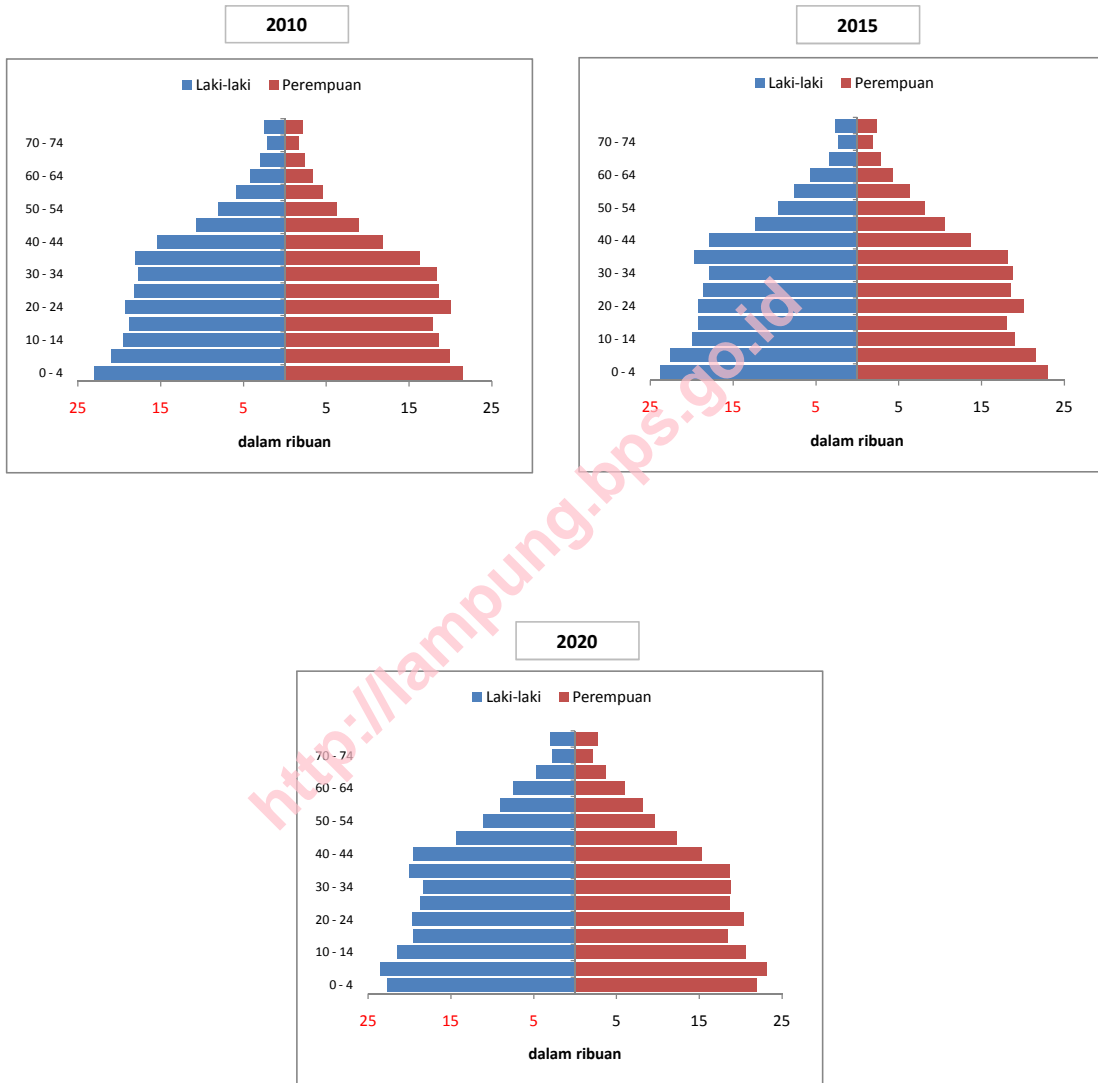 2010
Laki-laki Perempuan
70 - 74
60 - 64
50 - 54
40 - 44
30 - 34
20 - 24
10 - 14
0 - 4
25 15 5 5 15 25
dalam ribuan
2015
Laki-laki Perempuan
70 - 74
60 - 64
50 - 54
40 - 44
30 - 34
20 - 24
10 - 14
0 - 4
25 15 5 5 15 25
dalam ribuan
http://lampung.bps.go.id
2020
Laki-laki Perempuan
70 - 74
60 - 64
50 - 54
40 - 44
30 - 34
20 - 24
10 - 14
0 - 4
25 15 5 5 15 25
dalam ribuan